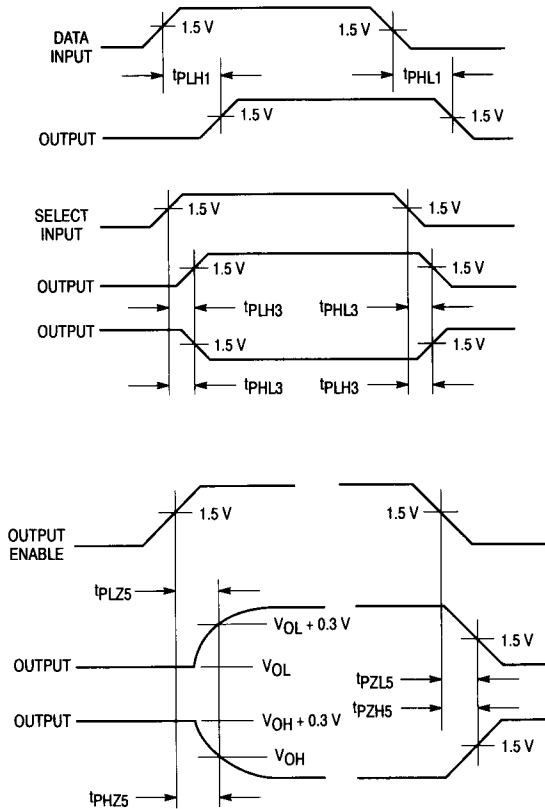 DATA INPUT
1.5 V
1.5 V
tPLH1
tPHL1
OUTPUT
1.5 V
1.5 V
SELECT INPUT
1.5 V
1.5 V
OUTPUT
1.5 V
1.5 V
tPLH3
tPHL3
OUTPUT
1.5 V
1.5 V
tPHL3
tPLH3
OUTPUT ENABLE
1.5 V
1.5 V
tPLZ5
VOL + 0.3 V
1.5 V
OUTPUT
VOL
tPZL5
OUTPUT
VOH + 0.3 V
tPZH5
VOH
1.5 V
tPHZ5